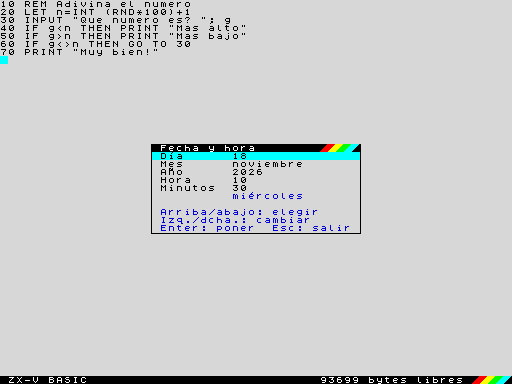 10 REM Adivina el numero
20 LET n=INT (RND*100)+1
30 INPUT "Que numero es? "; g
40 IF g<n THEN PRINT "Mas alto"
50 IF g>n THEN PRINT "Mas bajo"
60 IF g<>n THEN GO TO 30
70 PRINT "Muy bien!"
Fecha y hora
Día 18
Mes noviembre
Año 2026
Hora 10
Minutos 30
miércoles
Arriba/abajo: elegir
Izq./dcha.: cambiar
Enter: poner Esc: salir
ZX-V BASIC 93699 bytes libres